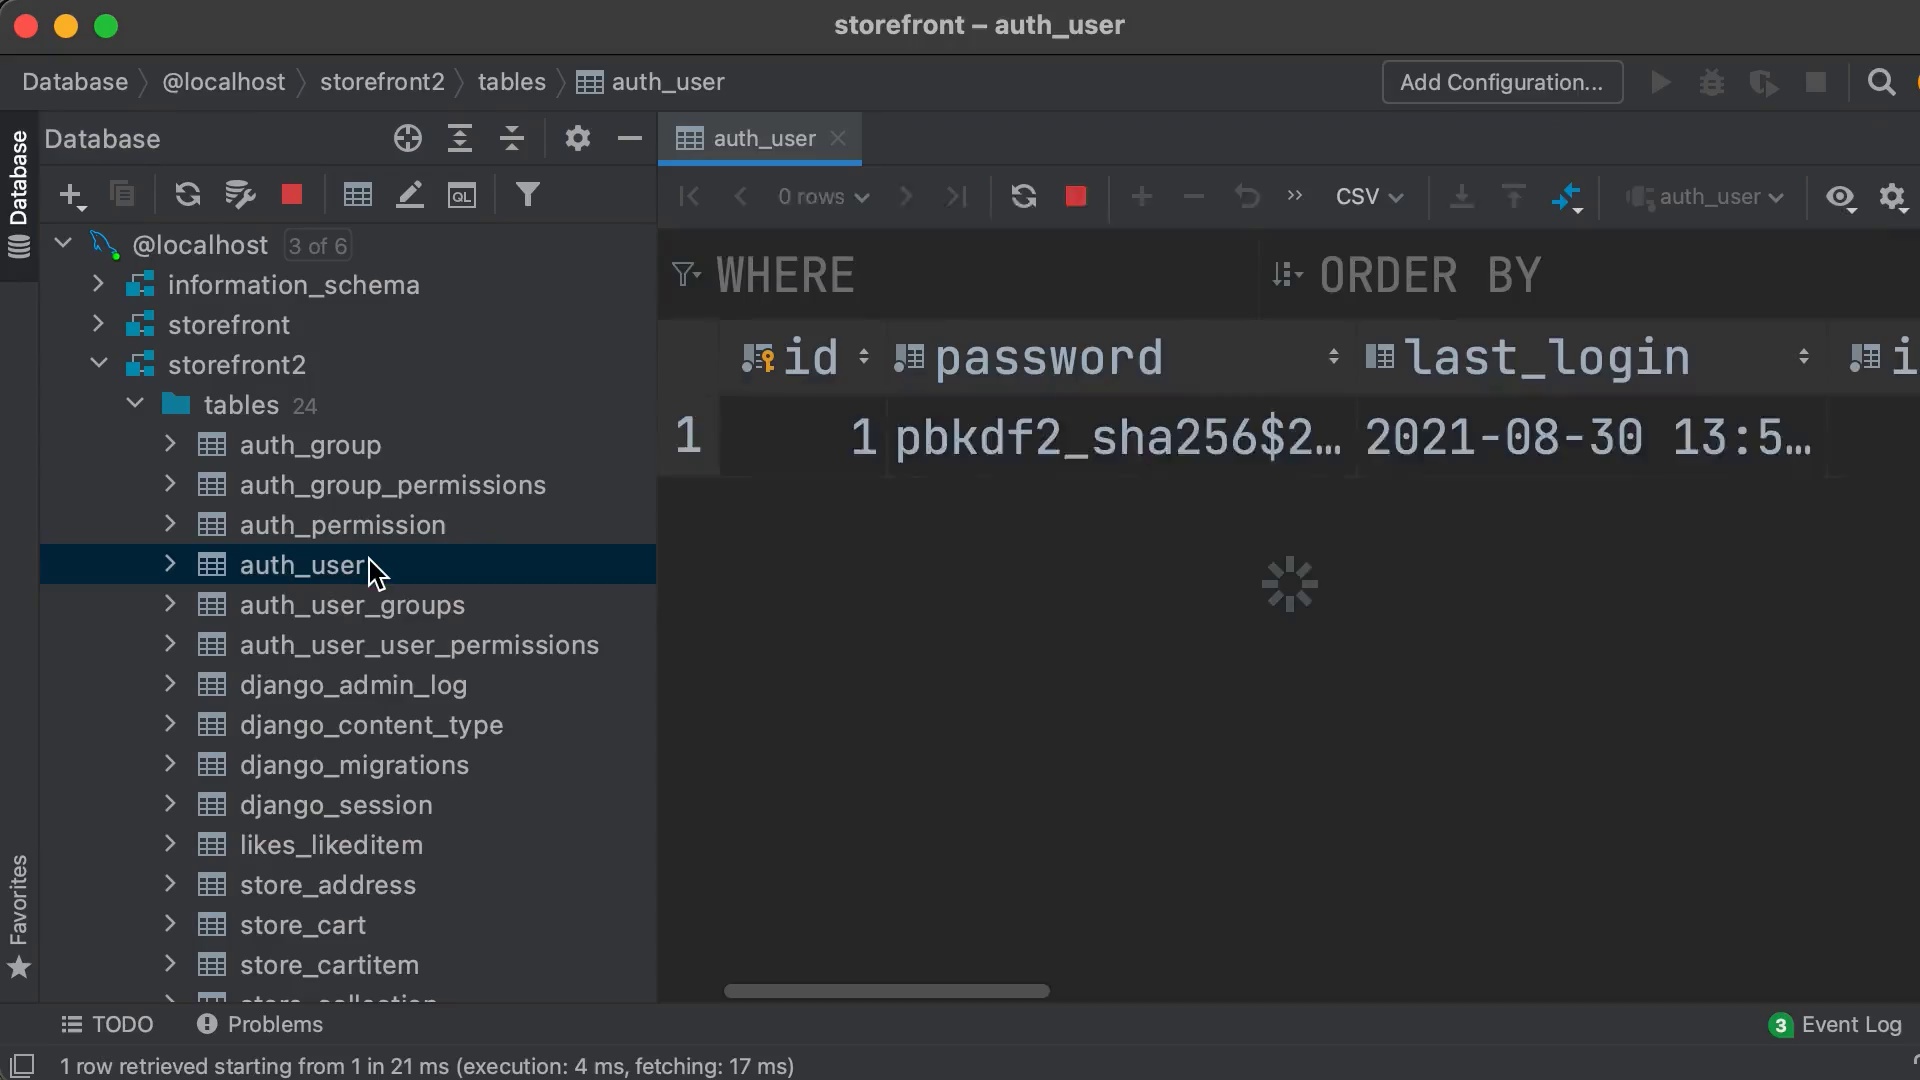 storefront – auth_user
Database
@localhost
storefront2
tables
auth_user
Add Configuration...
Database
Database
auth_user
QL
0 rows
CSV
auth_user
@localhost 3 of 6
information_schema
storefront
storefront2
tables 24
auth_group
auth_group_permissions
auth_permission
auth_user
auth_user_groups
auth_user_user_permissions
django_admin_log
django_content_type
django_migrations
django_session
likes_likeditem
store_address
store_cart
store_cartitem
WHERE
ORDER BY
id password last_login i
1 1 pbkdf2_sha256$2… 2021-08-30 13:5…
Favorites
TODO
Problems
3 Event Log
1 row retrieved starting from 1 in 21 ms (execution: 4 ms, fetching: 17 ms)